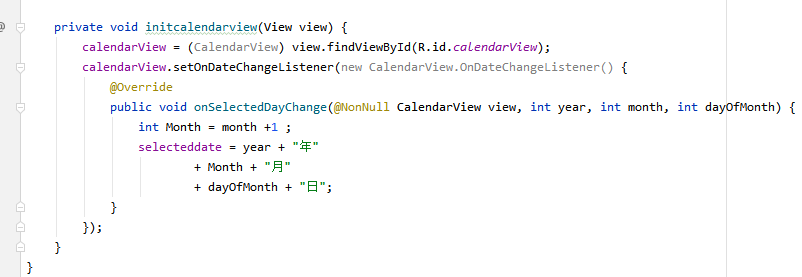 private void initcalendarview(View view) {
calendarView = (CalendarView) view.findViewById(R.id.calendarView);
calendarView.setOnDateChangeListener(new CalendarView.OnDateChangeListener() {
@Override
public void onSelectedDayChange(@NonNull CalendarView view, int year, int month, int dayOfMonth) {
int Month = month +1 ;
selecteddate = year + "年"
+ Month + "月"
+ dayOfMonth + "日";
}
});
}
}